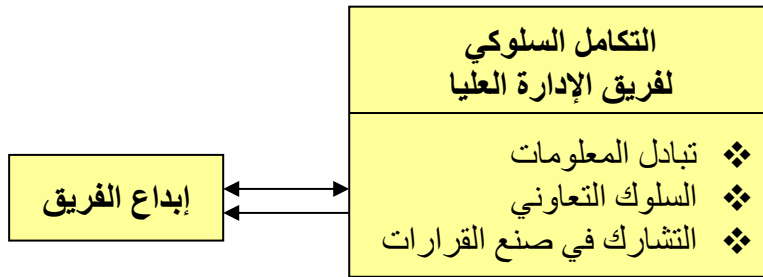 التكامل السلوكي
لفريق الإدارة العليا
❖ تبادل المعلومات
❖ السلوك التعاوني
❖ التشارك في صنع القرارات
إبداع الفريق